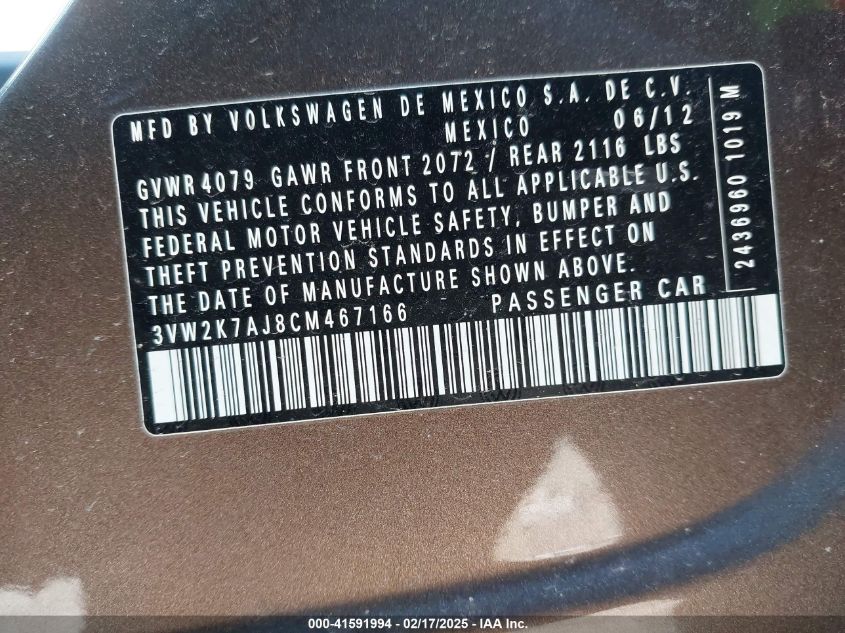 MFD BY VOLKSWAGEN DE MEXICO S.A. DE C.V.
MEXICO 06/12
GVWR 4079 GAWR FRONT 2072 / REAR 2116 LBS
THIS VEHICLE CONFORMS TO ALL APPLICABLE U.S.
FEDERAL MOTOR VEHICLE SAFETY, BUMPER AND
THEFT PREVENTION STANDARDS IN EFFECT ON
THE DATE OF MANUFACTURE SHOWN ABOVE.
3VW2K7AJ8CM467166 PASSENGER CAR
2436960 1019 M
000-41591994 — 02/17/2025 — IAA Inc.